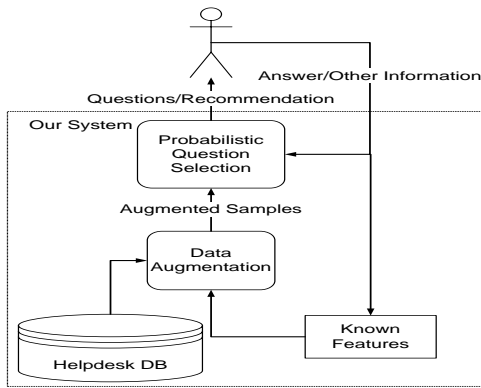 Answer/Other Information
Questions/Recommendation
Our System
Probabilistic
Question
Selection
Augmented Samples
Data
Augmentation
Helpdesk DB
Known
Features